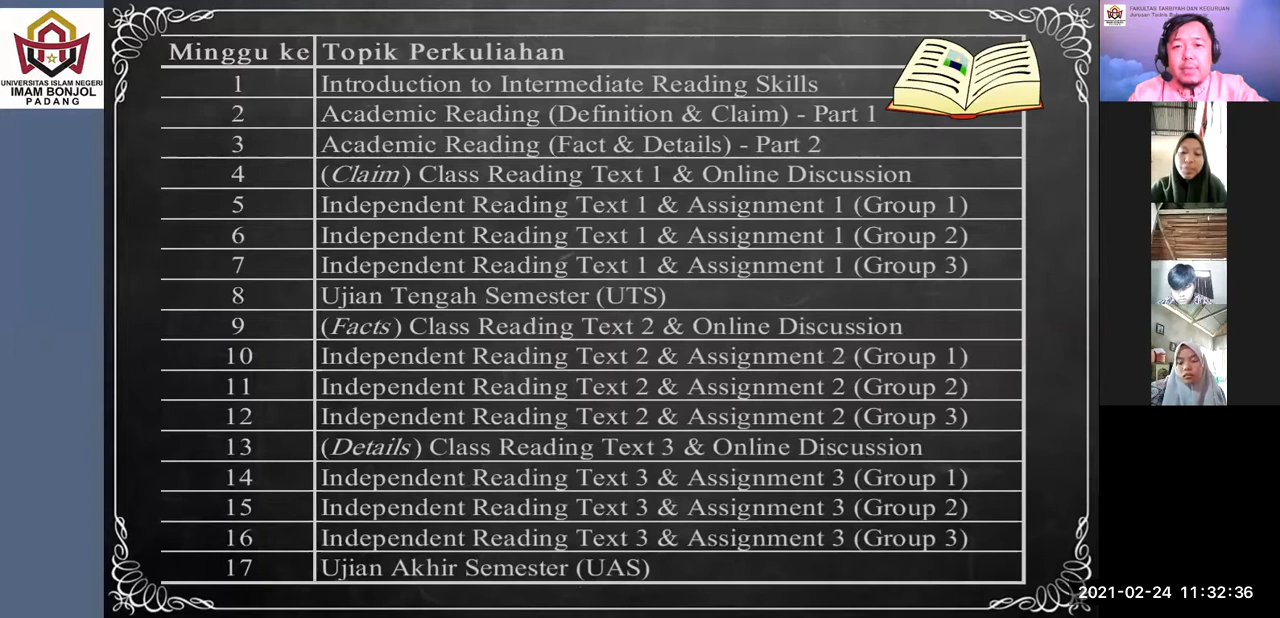 UNIVERSITAS ISLAM NEGERI
IMAM BONJOL
PADANG
Minggu ke Topik Perkuliahan
1 Introduction to Intermediate Reading Skills
2 Academic Reading (Definition & Claim) - Part 1
3 Academic Reading (Fact & Details) - Part 2
4 (Claim) Class Reading Text 1 & Online Discussion
5 Independent Reading Text 1 & Assignment 1 (Group 1)
6 Independent Reading Text 1 & Assignment 1 (Group 2)
7 Independent Reading Text 1 & Assignment 1 (Group 3)
8 Ujian Tengah Semester (UTS)
9 (Facts) Class Reading Text 2 & Online Discussion
10 Independent Reading Text 2 & Assignment 2 (Group 1)
11 Independent Reading Text 2 & Assignment 2 (Group 2)
12 Independent Reading Text 2 & Assignment 2 (Group 3)
13 (Details) Class Reading Text 3 & Online Discussion
14 Independent Reading Text 3 & Assignment 3 (Group 1)
15 Independent Reading Text 3 & Assignment 3 (Group 2)
16 Independent Reading Text 3 & Assignment 3 (Group 3)
17 Ujian Akhir Semester (UAS)
FAKULTAS TARBIYAH DAN KEGURUAN
2021-02-24 11:32:36